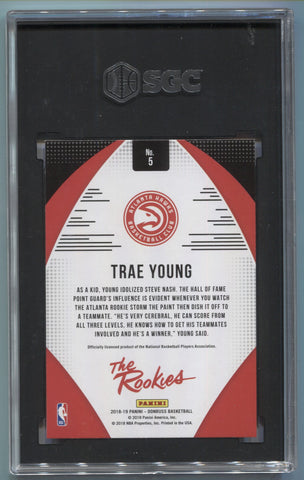 SGC
No.
5
ATLANTA HAWKS
BASKETBALL CLUB
TRAE YOUNG
AS A KID, YOUNG IDOLIZED STEVE NASH. THE HALL OF FAME
POINT GUARD'S INFLUENCE IS EVIDENT WHENEVER YOU WATCH
THE ATLANTA ROOKIE STORM THE PAINT THEN DISH IT OFF TO
A TEAMMATE. "HE'S VERY CEREBRAL, HE CAN SCORE FROM
ALL THREE LEVELS, HE KNOWS HOW TO GET HIS TEAMMATES
INVOLVED AND HE'S A WINNER," YOUNG SAID.
Officially licensed product of the National Basketball Players Association.
The
Rookies
PANINI
NBA
2018-19 PANINI - DONRUSS BASKETBALL
© 2018 Panini America, Inc.
© 2018 NBA Properties, Inc. Printed in the USA.